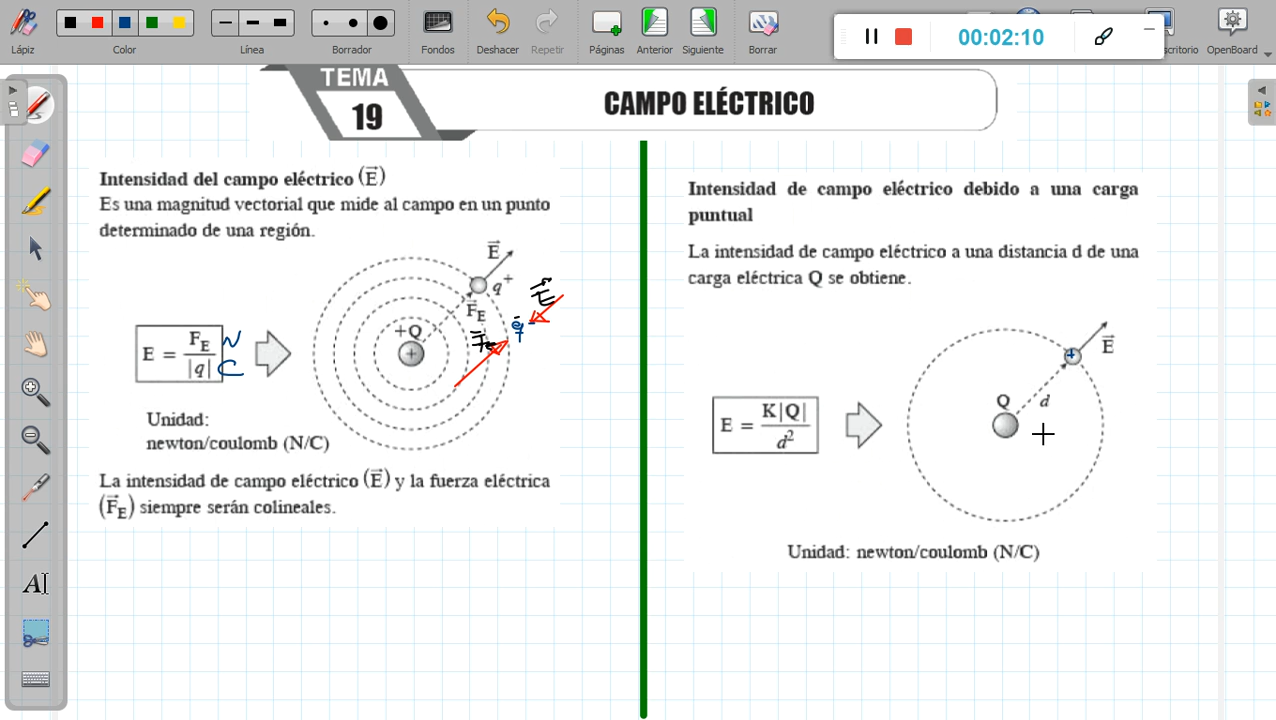 Lápiz
Color
Línea
Borrador
Fondos
Deshacer
Repetir
Páginas
Anterior
Siguiente
Borrar
00:02:10
OpenBoard
TEMA
19
CAMPO ELÉCTRICO
Intensidad del campo eléctrico (E⃗)
Es una magnitud vectorial que mide al campo en un punto
determinado de una región.
E = F_E / |q|
N
C
E⃗
q⁺
F⃗_E
+Q
+
E⃗
q⁻
Unidad:
newton/coulomb (N/C)
La intensidad de campo eléctrico (E⃗) y la fuerza eléctrica
(F⃗_E) siempre serán colineales.
Intensidad de campo eléctrico debido a una carga
puntual
La intensidad de campo eléctrico a una distancia d de una
carga eléctrica Q se obtiene.
E = K|Q| / d²
+
E⃗
Q
d
Unidad: newton/coulomb (N/C)